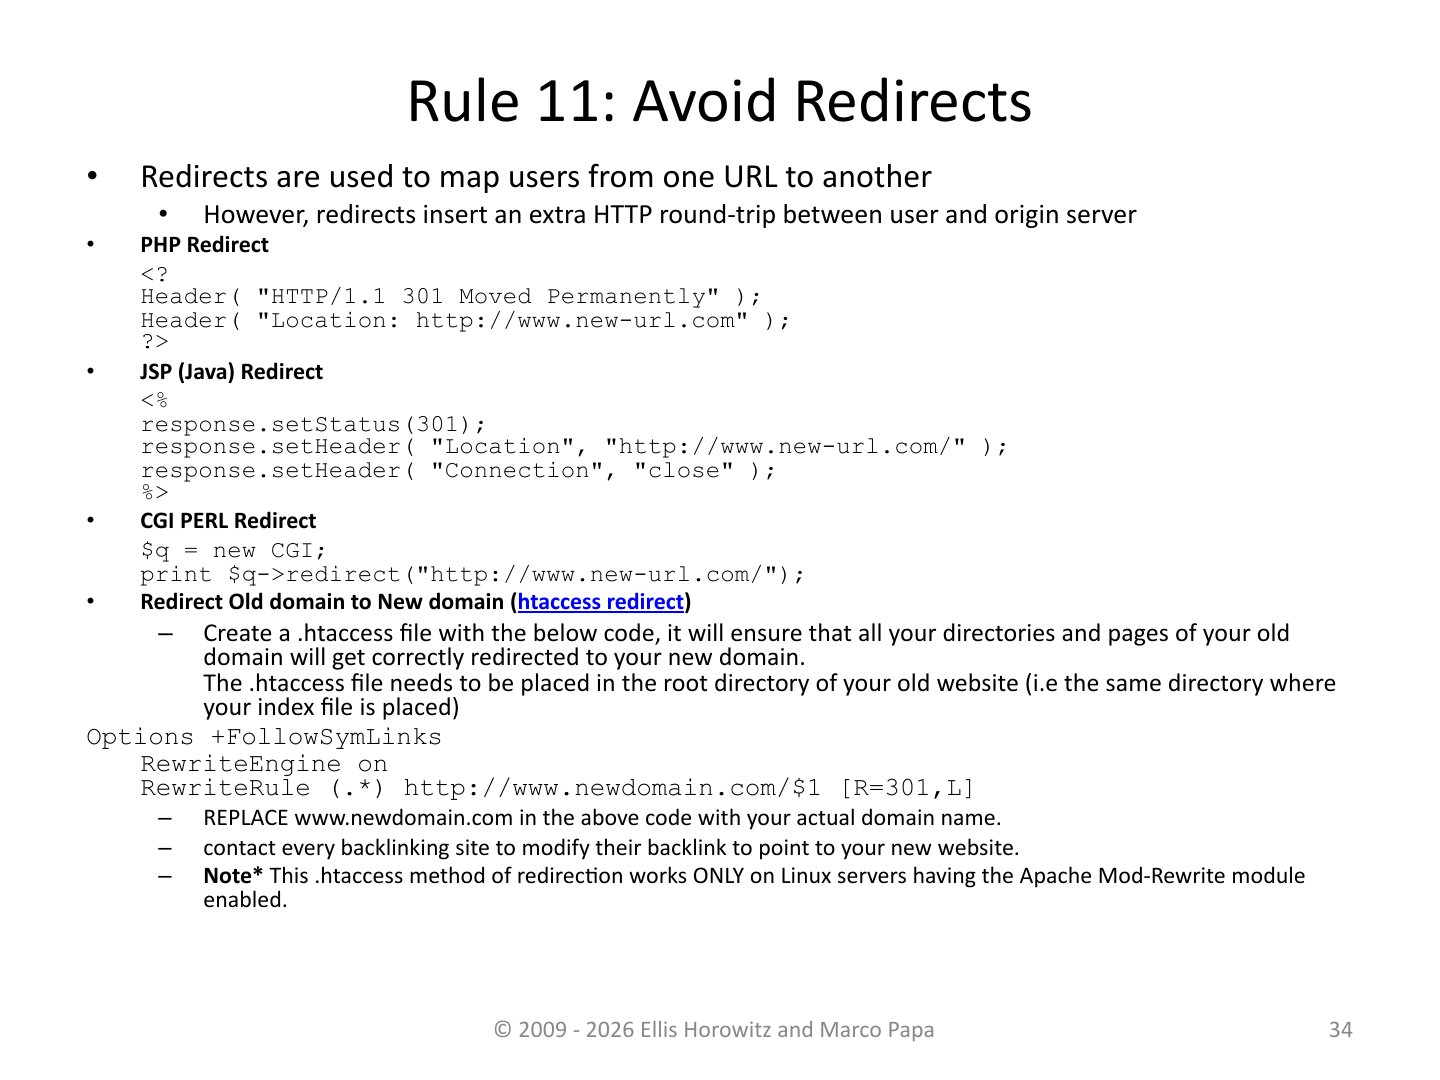 Rule 11: Avoid Redirects
• Redirects are used to map users from one URL to another
• However, redirects insert an extra HTTP round-trip between user and origin server
• PHP Redirect
<?
Header( "HTTP/1.1 301 Moved Permanently" );
Header( "Location: http://www.new-url.com" );
?>
• JSP (Java) Redirect
<%
response.setStatus(301);
response.setHeader( "Location", "http://www.new-url.com/" );
response.setHeader( "Connection", "close" );
%>
• CGI PERL Redirect
$q = new CGI;
print $q->redirect("http://www.new-url.com/");
• Redirect Old domain to New domain (htaccess redirect)
– Create a .htaccess file with the below code, it will ensure that all your directories and pages of your old
domain will get correctly redirected to your new domain.
The .htaccess file needs to be placed in the root directory of your old website (i.e the same directory where
your index file is placed)
Options +FollowSymLinks
RewriteEngine on
RewriteRule (.*) http://www.newdomain.com/$1 [R=301,L]
– REPLACE www.newdomain.com in the above code with your actual domain name.
– contact every backlinking site to modify their backlink to point to your new website.
– Note* This .htaccess method of redirection works ONLY on Linux servers having the Apache Mod-Rewrite module
enabled.
© 2009 - 2026 Ellis Horowitz and Marco Papa
34